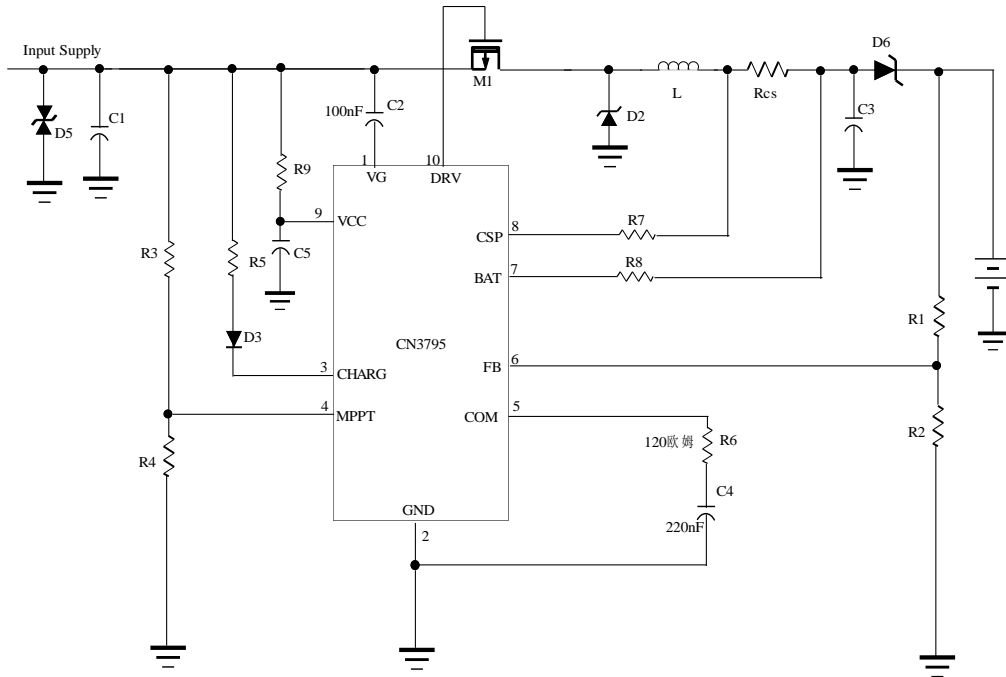 Input Supply
D6
M1
L
Rcs
C2
100nF
C1
D5
D2
C3
R9
1
10
VG
DRV
9
VCC
8
CSP
R7
R3
R5
C5
7
BAT
R8
D3
CN3795
R1
3
CHARG
6
FB
4
MPPT
5
COM
R2
R4
120欧姆
R6
C4
220nF
GND
2